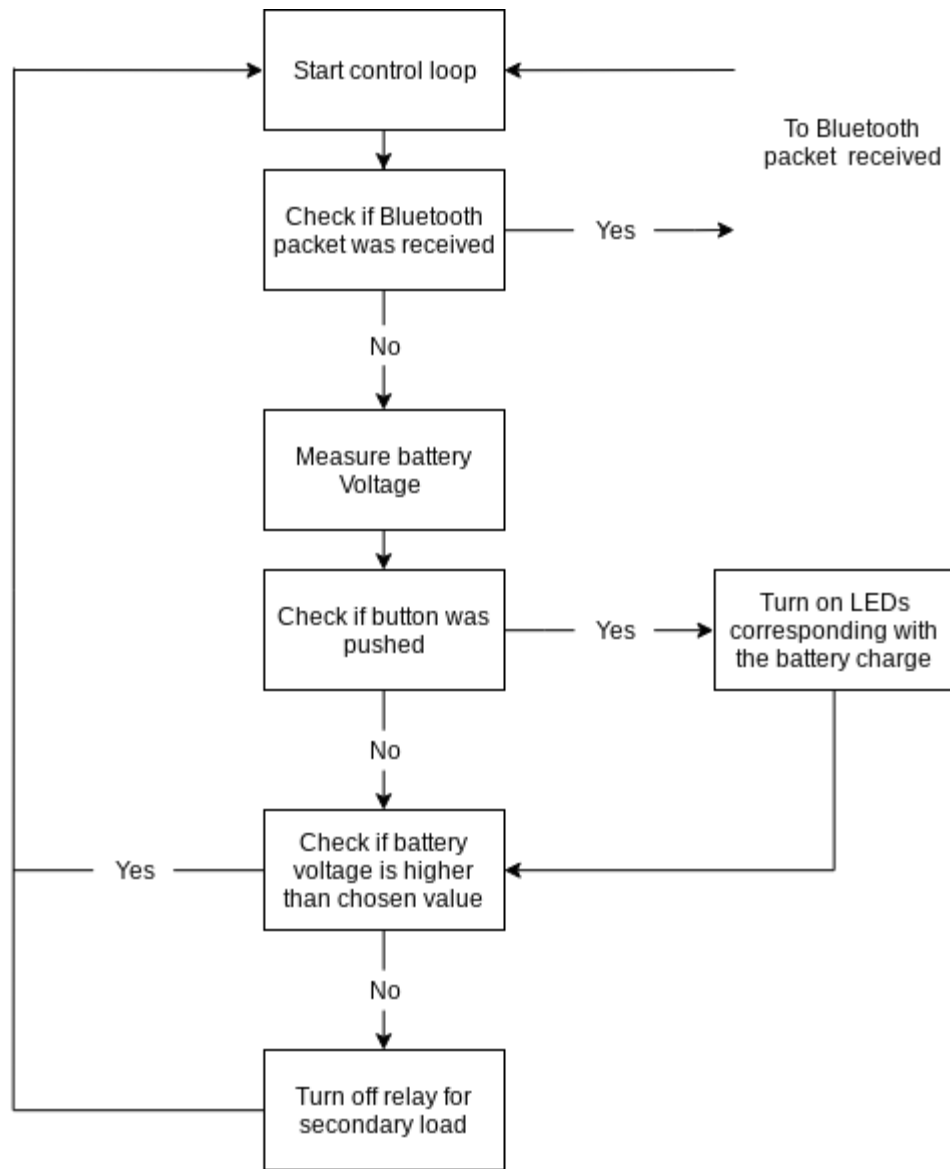 Start control loop
To Bluetooth
packet received
Check if Bluetooth
packet was received
Yes
No
Measure battery
Voltage
Check if button was
pushed
Yes
Turn on LEDs
corresponding with
the battery charge
No
Check if battery
voltage is higher
than chosen value
Yes
No
Turn off relay for
secondary load